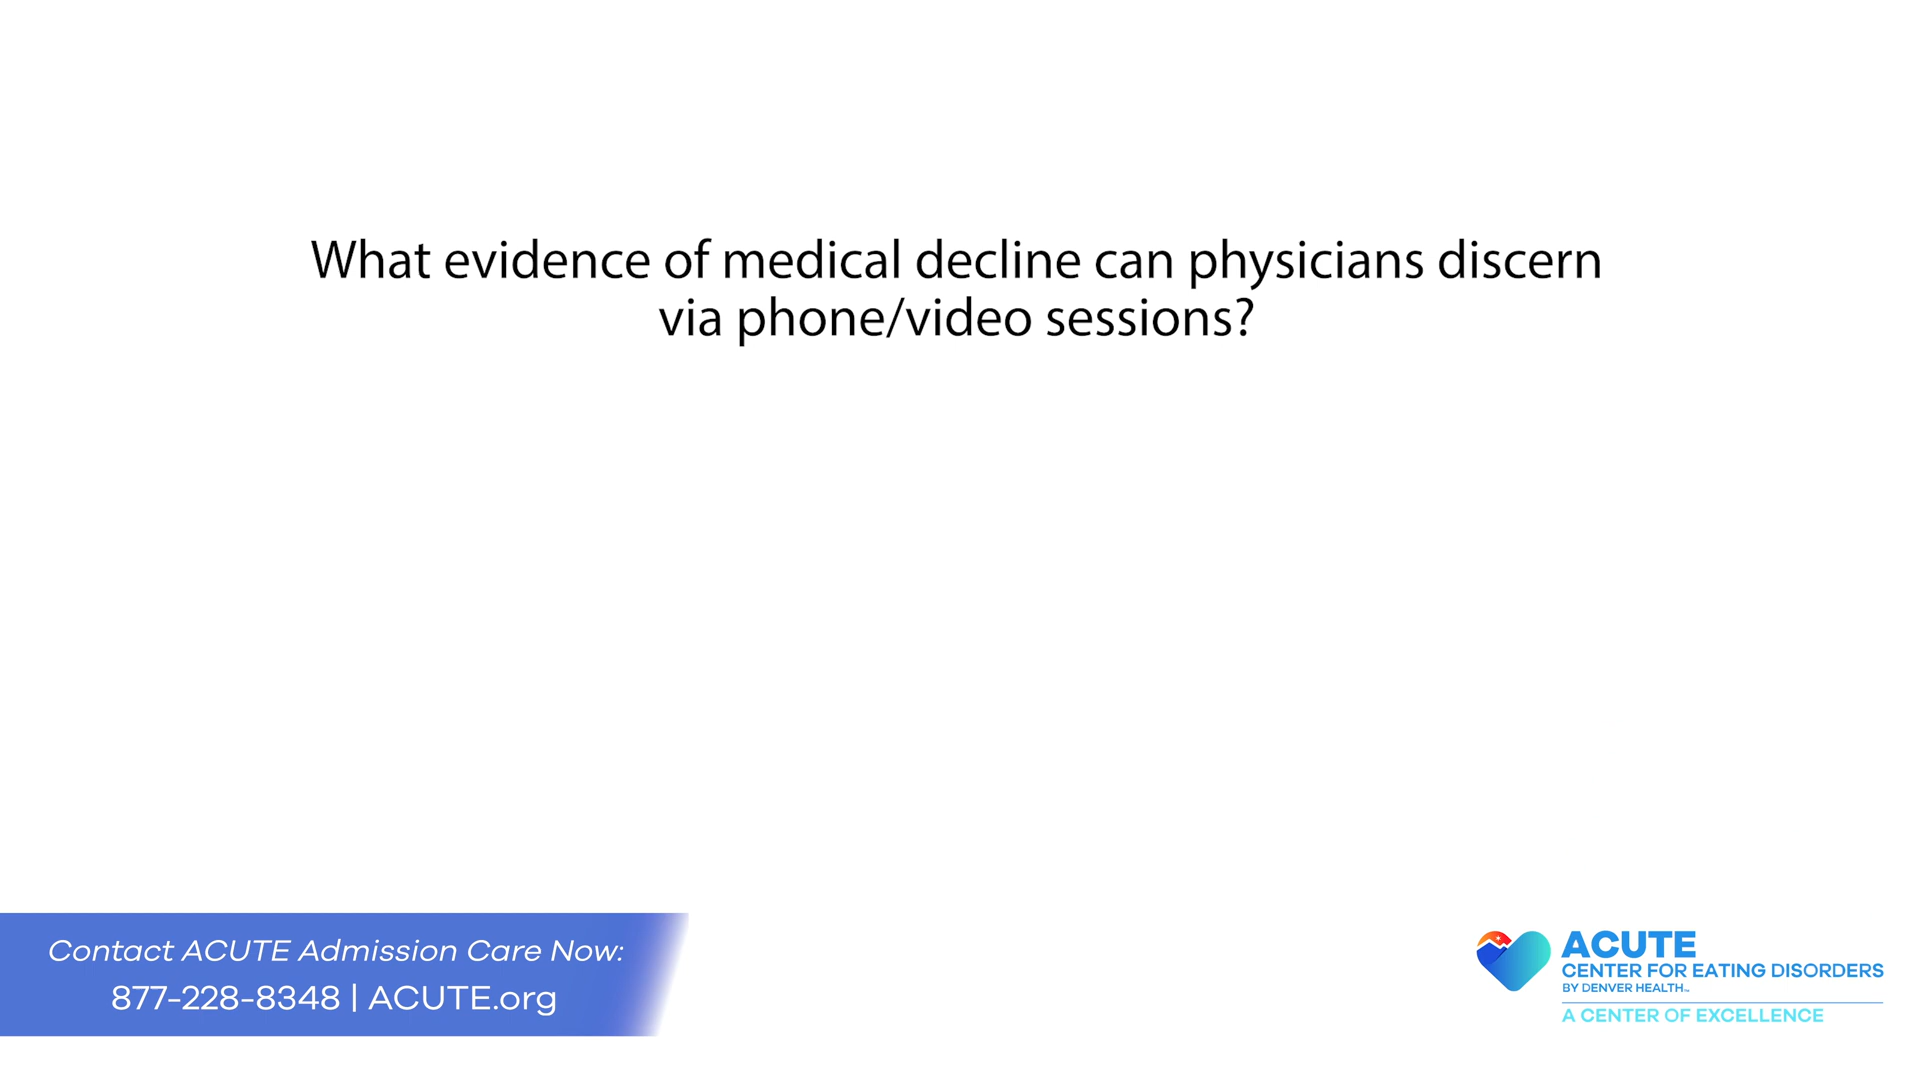 What evidence of medical decline can physicians discern
via phone/video sessions?
Contact ACUTE Admission Care Now:
877-228-8348 | ACUTE.org
ACUTE
CENTER FOR EATING DISORDERS
BY DENVER HEALTH™
A CENTER OF EXCELLENCE